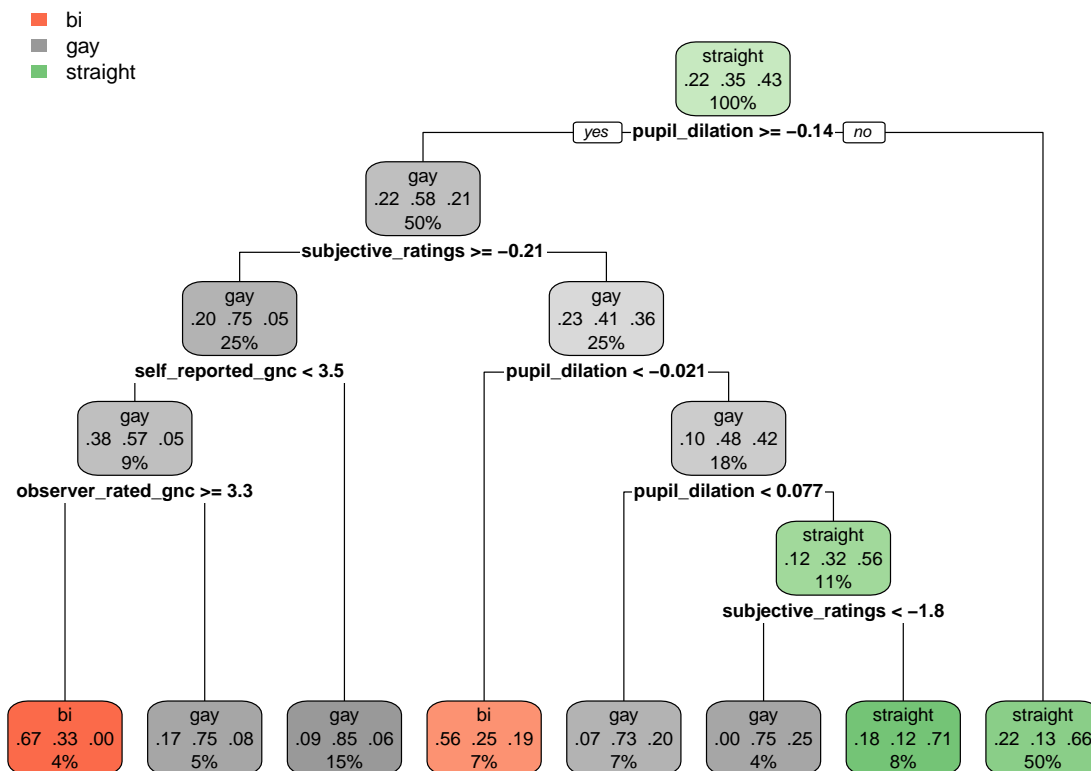 bi
gay
straight
straight
.22 .35 .43
100%
yes pupil_dilation >= −0.14 no
gay
.22 .58 .21
50%
subjective_ratings >= −0.21
gay
.20 .75 .05
25%
gay
.23 .41 .36
25%
self_reported_gnc < 3.5
pupil_dilation < −0.021
gay
.38 .57 .05
9%
gay
.10 .48 .42
18%
observer_rated_gnc >= 3.3
pupil_dilation < 0.077
straight
.12 .32 .56
11%
subjective_ratings < −1.8
bi
.67 .33 .00
4%
gay
.17 .75 .08
5%
gay
.09 .85 .06
15%
bi
.56 .25 .19
7%
gay
.07 .73 .20
7%
gay
.00 .75 .25
4%
straight
.18 .12 .71
8%
straight
.22 .13 .66
50%